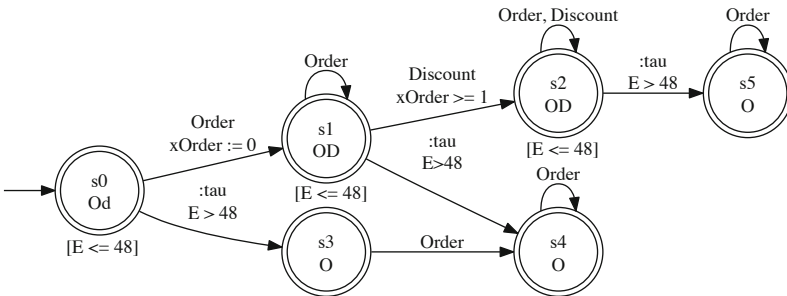 Order, Discount
Order
Order
Discount
xOrder >= 1
:tau
E > 48
s2
OD
s5
O
Order
xOrder := 0
s1
OD
:tau
E>48
[E <= 48]
Order
s0
Od
:tau
E > 48
[E <= 48]
[E <= 48]
s3
O
Order
s4
O